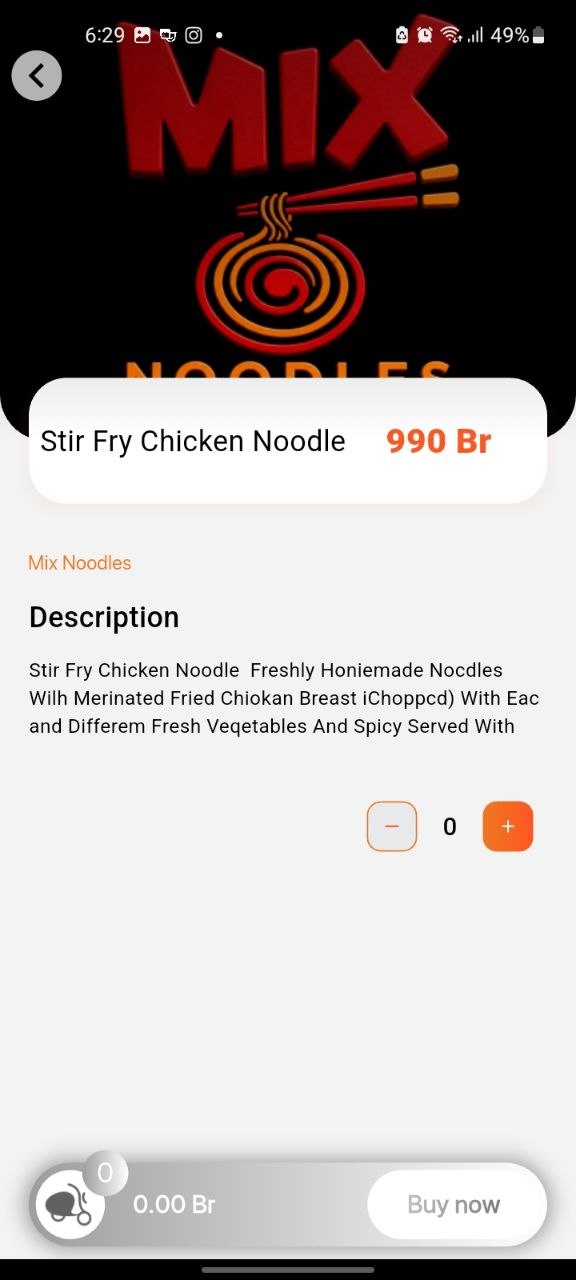 6:29
49%
MIX
NOODLES
Stir Fry Chicken Noodle 990 Br
Mix Noodles
Description
Stir Fry Chicken Noodle  Freshly Honiemade Nocdles
Wilh Merinated Fried Chiokan Breast iChoppcd) With Eac
and Differem Fresh Veqetables And Spicy Served With
− 0 +
0
0.00 Br
Buy now